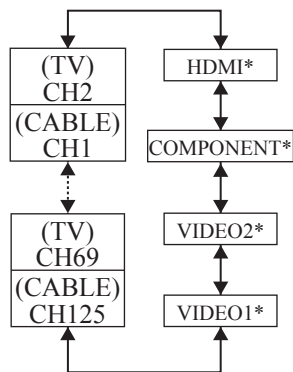 (TV)
CH2
(CABLE)
CH1
(TV)
CH69
(CABLE)
CH125
HDMI*
COMPONENT*
VIDEO2*
VIDEO1*